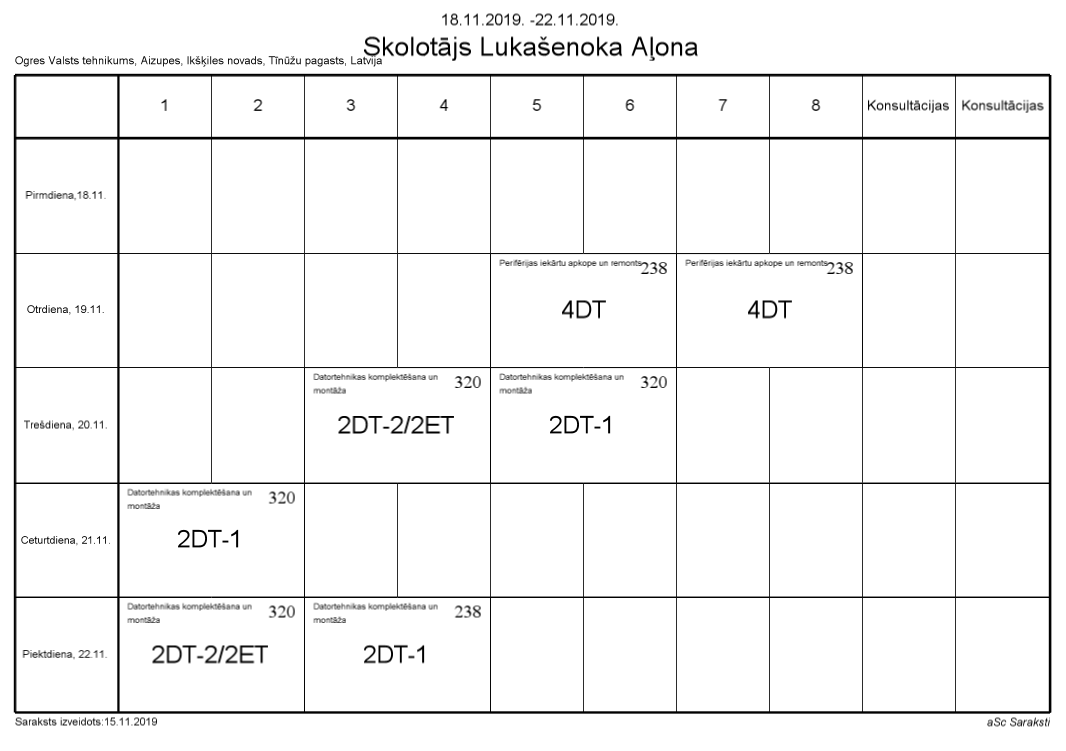 18.11.2019. -22.11.2019.
Skolotājs Lukašenoka Aļona
Ogres Valsts tehnikums, Aizupes, Ikšķiles novads, Tīnūžu pagasts, Latvija
1 2 3 4 5 6 7 8 Konsultācijas Konsultācijas
Pirmdiena,18.11.
Otrdiena, 19.11.
Perifērijas iekārtu apkope un remonts 238
4DT
Perifērijas iekārtu apkope un remonts 238
4DT
Trešdiena, 20.11.
Datortehnikas komplektēšana un
montāža
320
2DT-2/2ET
Datortehnikas komplektēšana un
montāža
320
2DT-1
Ceturtdiena, 21.11.
Datortehnikas komplektēšana un
montāža
320
2DT-1
Piektdiena, 22.11.
Datortehnikas komplektēšana un
montāža
320
2DT-2/2ET
Datortehnikas komplektēšana un
montāža
238
2DT-1
Saraksts izveidots:15.11.2019
aSc Saraksti